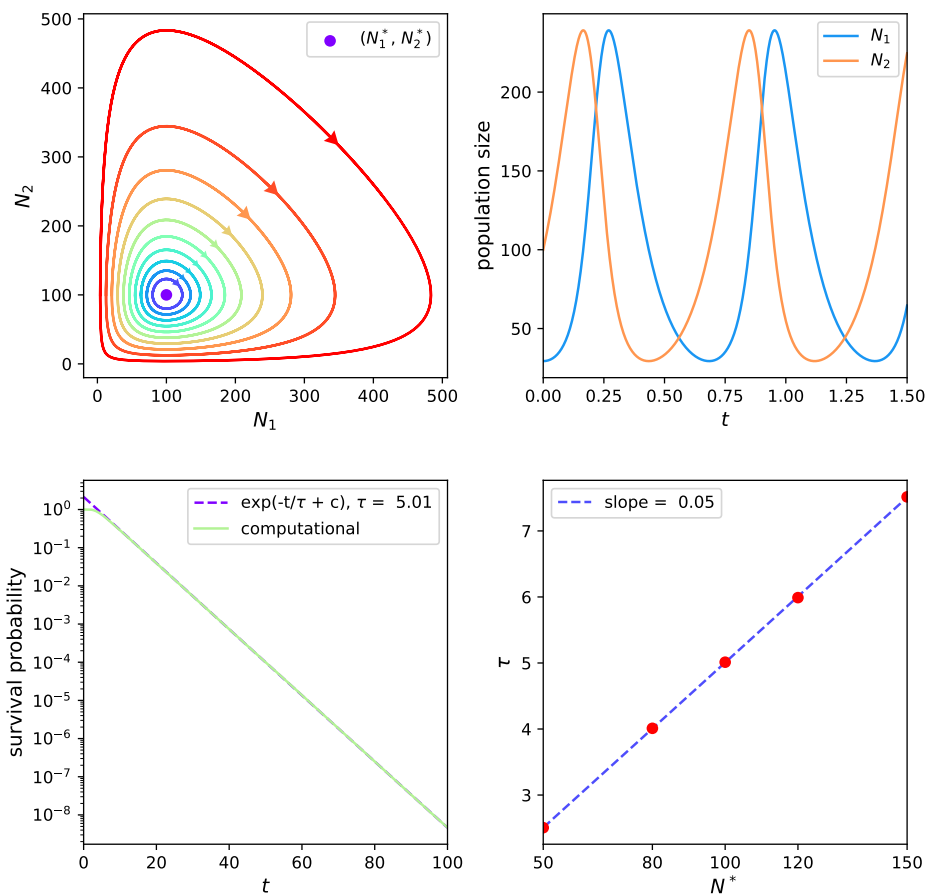 500
400
300
200
100
0
N₂
(N₁*, N₂*)
0 100 200 300 400 500
N₁
200
150
100
50
population size
N₁
N₂
0.00 0.25 0.50 0.75 1.00 1.25 1.50
t
10⁰
10⁻¹
10⁻²
10⁻³
10⁻⁴
10⁻⁵
10⁻⁶
10⁻⁷
10⁻⁸
survival probability
exp(-t/τ + c), τ = 5.01
computational
0 20 40 60 80 100
t
7
6
5
4
3
τ
slope = 0.05
50 80 100 120 150
N*